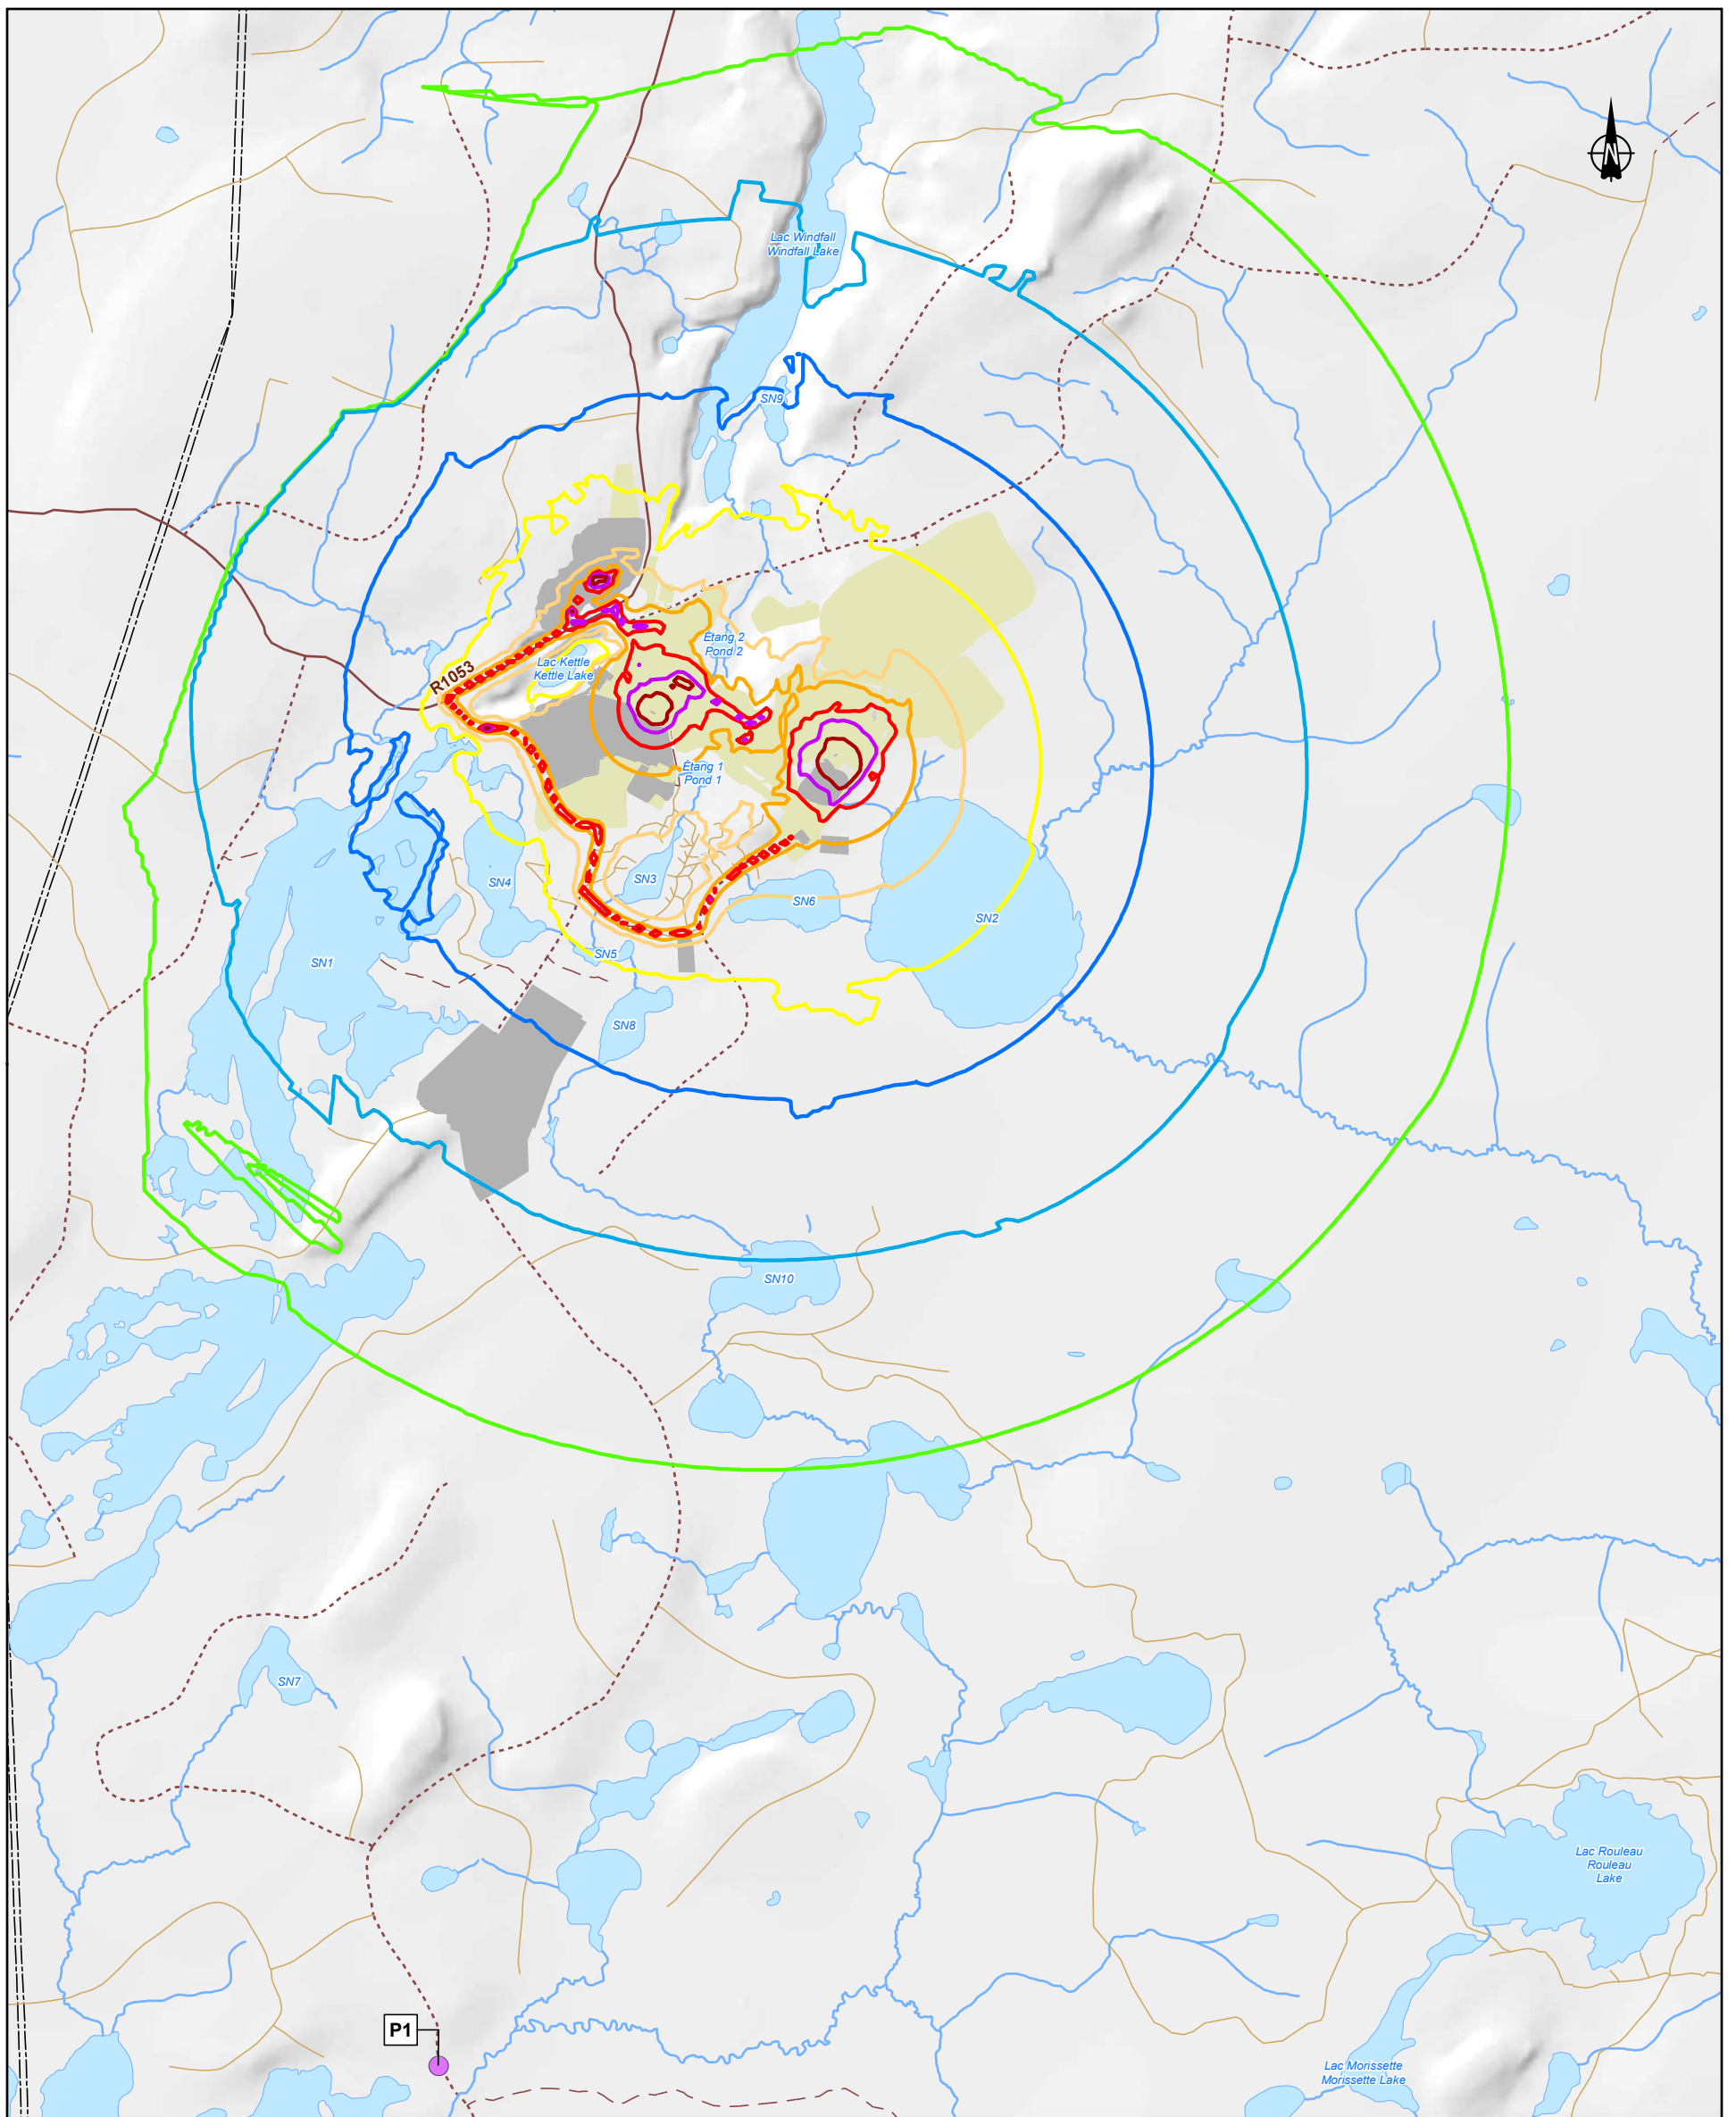 N
Lac Windfall
Windfall Lake
SN9
Étang 2
Pond 2
Lac Kettle
Kettle Lake
R1053
Étang 1
Pond 1
SN4
SN3
SN6
SN2
SN5
SN1
SN8
SN10
SN7
Lac Rouleau
Rouleau
Lake
P1
Lac Morissette
Morissette Lake